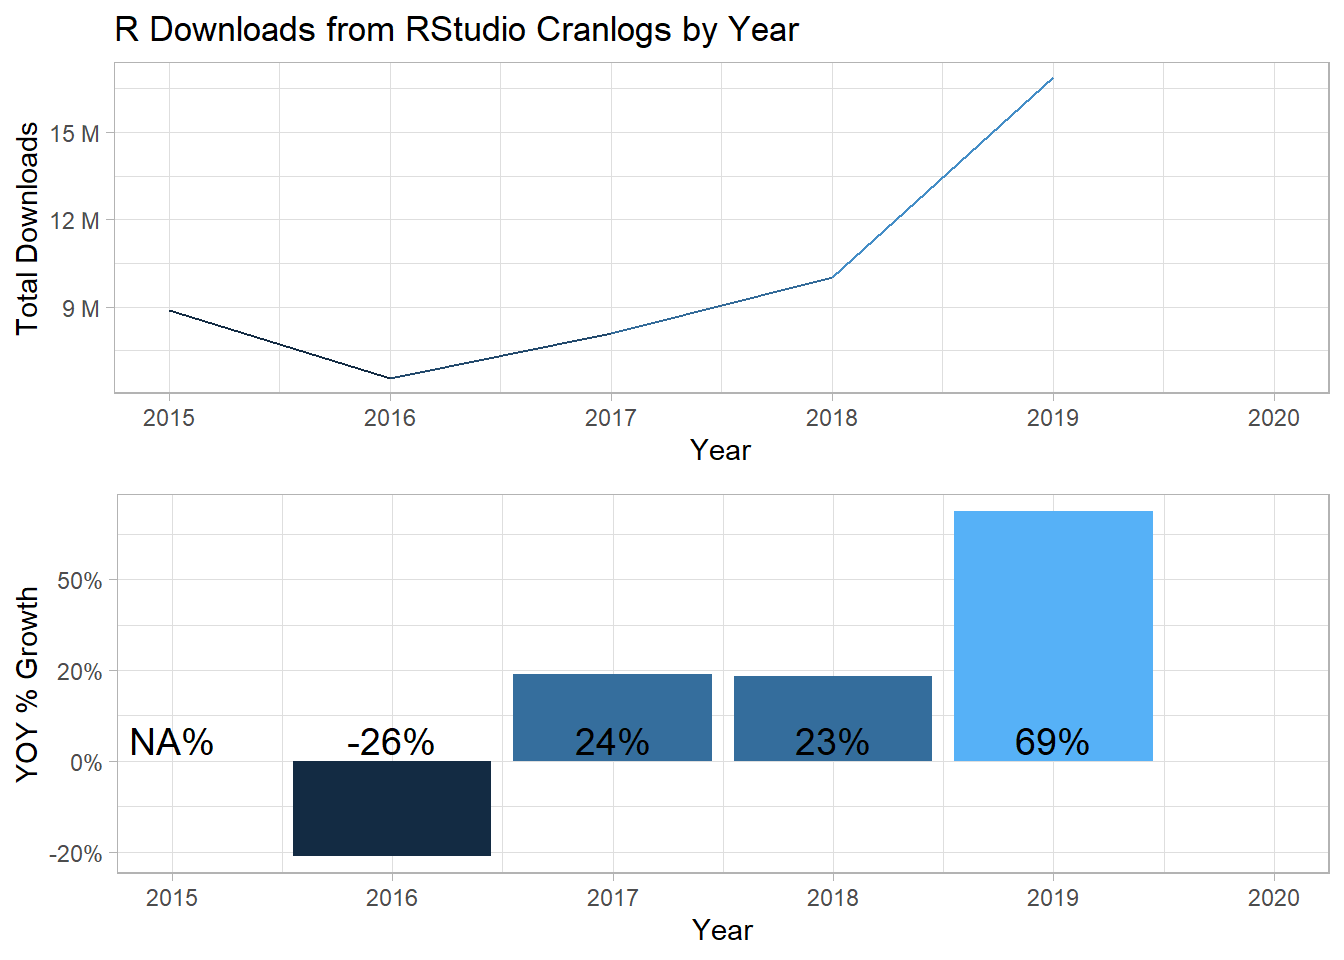 R Downloads from RStudio Cranlogs by Year
Total Downloads
15 M
12 M
9 M
2015 2016 2017 2018 2019 2020
Year
YOY % Growth
50%
20%
0%
-20%
NA% -26% 24% 23% 69%
2015 2016 2017 2018 2019 2020
Year